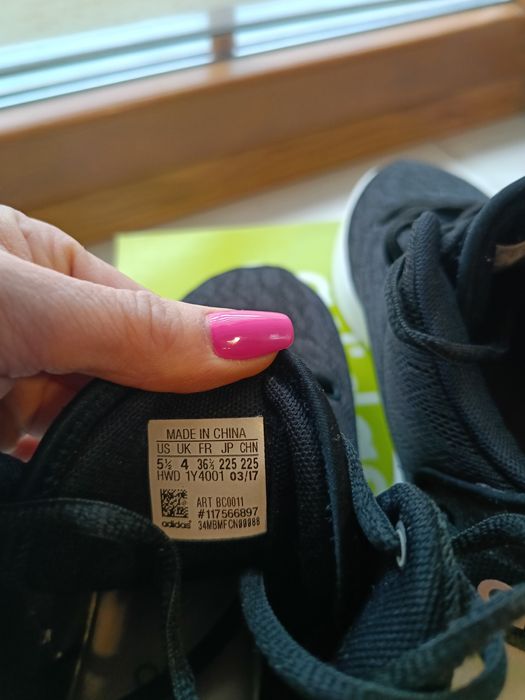 MADE IN CHINA
US UK FR JP CHN
5½ 4 36⅔ 225 225
HWD 1Y4001 03/17
ART BC0011
#117566897
adidas 34MBMFCN00088